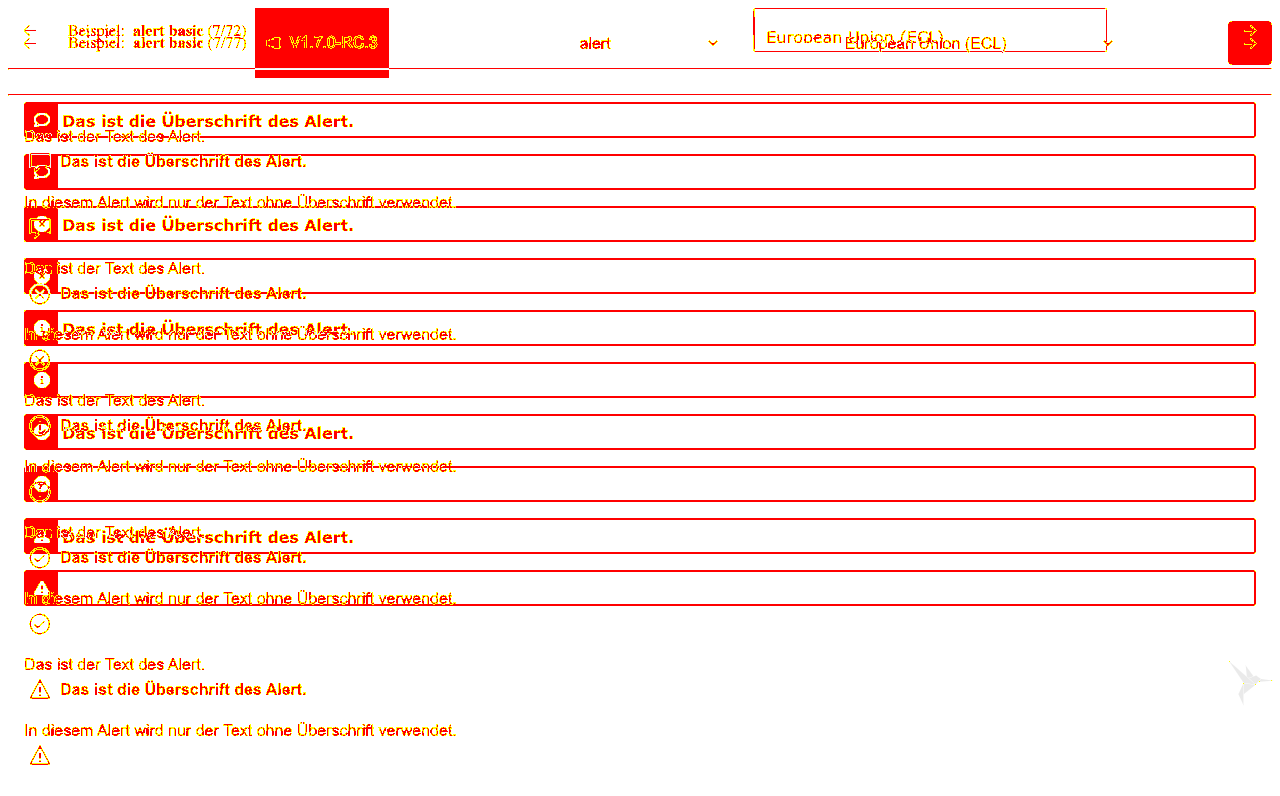 Beispiel: alert basic (7/72)
Beispiel: alert basic (7/77)
V1.7.0-RC.3
alert
European Union (ECL)
European Union (ECL)
Das ist die Überschrift des Alert.
Das ist der Text des Alert.
Das ist die Überschrift des Alert.
In diesem Alert wird nur der Text ohne Überschrift verwendet.
Das ist die Überschrift des Alert.
Das ist der Text des Alert.
Das ist die Überschrift des Alert.
Das ist die Überschrift des Alert.
In diesem Alert wird nur der Text ohne Überschrift verwendet.
Das ist der Text des Alert.
Das ist die Überschrift des Alert.
Das ist die Überschrift des Alert.
In diesem Alert wird nur der Text ohne Überschrift verwendet.
Das ist der Text des Alert.
Das ist die Überschrift des Alert.
Das ist die Überschrift des Alert.
In diesem Alert wird nur der Text ohne Überschrift verwendet.
Das ist der Text des Alert.
Das ist die Überschrift des Alert.
In diesem Alert wird nur der Text ohne Überschrift verwendet.